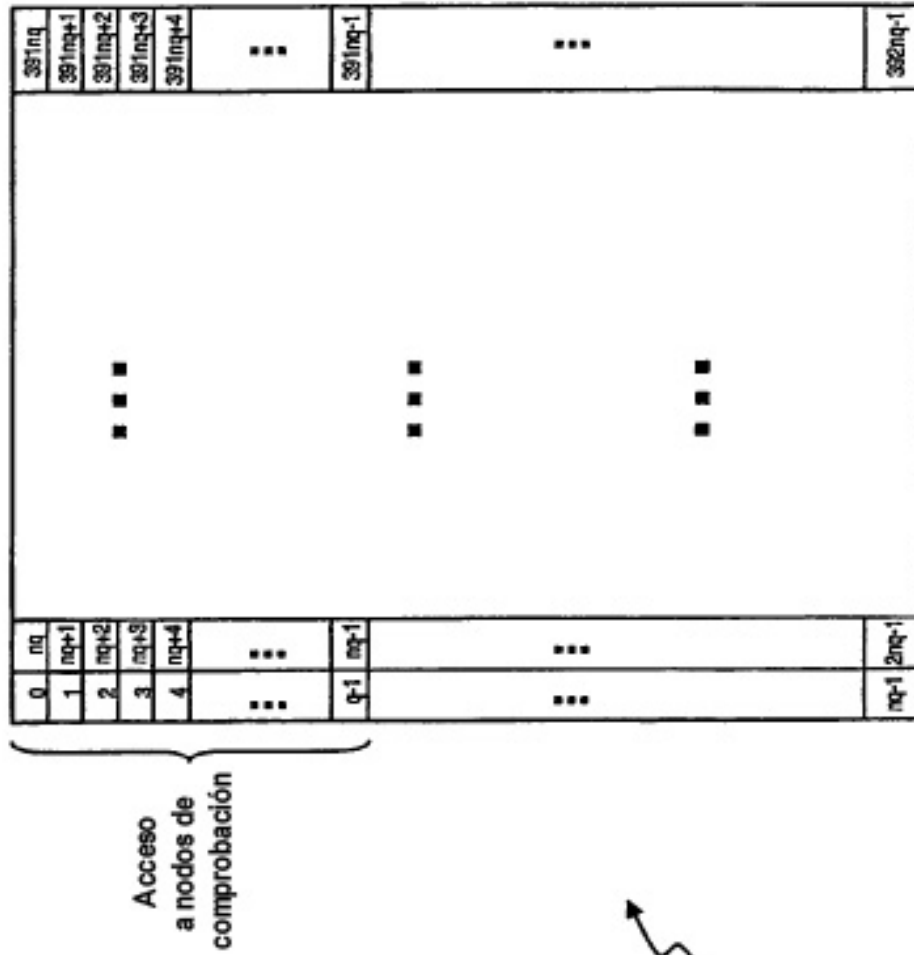 0 nq 391nq
1 nq+1 391nq+1
2 nq+2 391nq+2
3 nq+3 391nq+3
4 nq+4 391nq+4
... ... ... ...
q-1 nq-1 391nq-1
... ... ... ...
nq-1 2nq-1 392nq-1
Acceso
a nodos de
comprobación